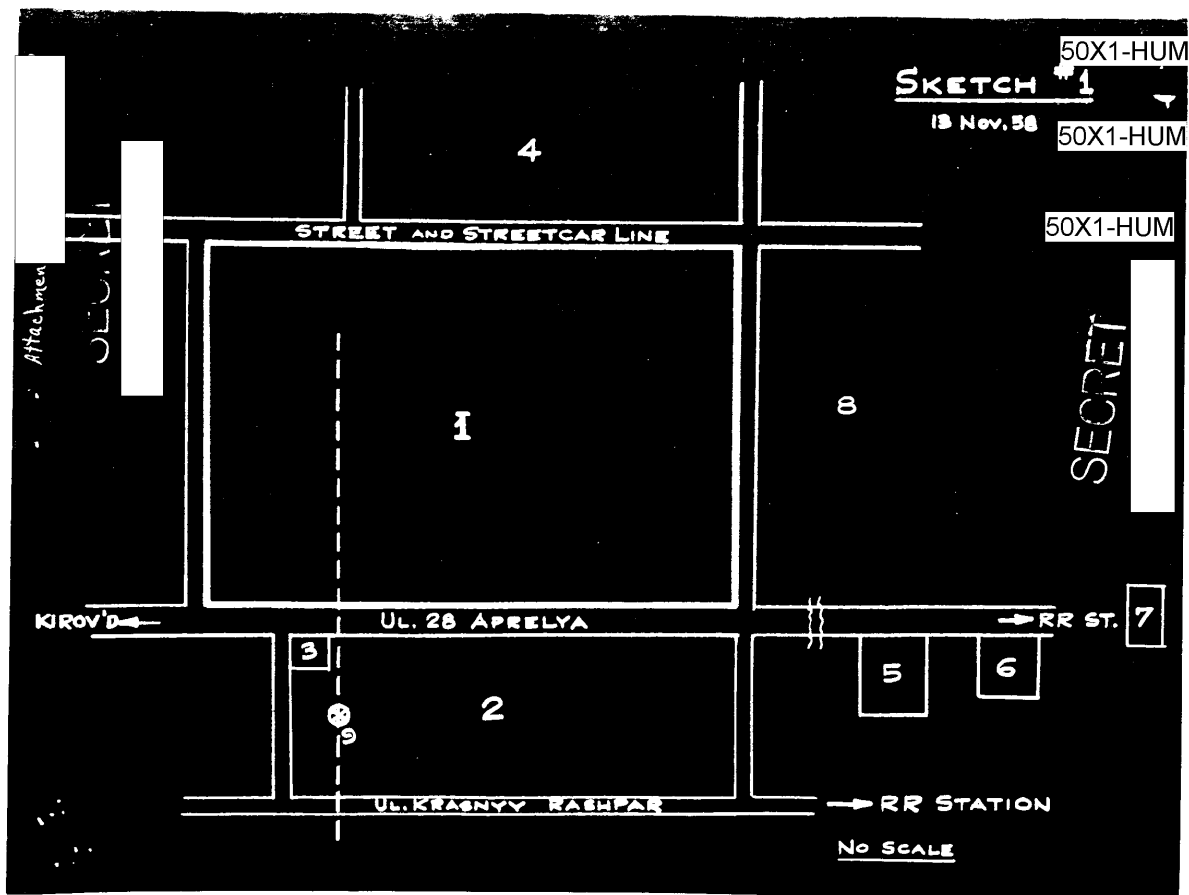 50X1-HUM
SKETCH #1
13 Nov. 58
50X1-HUM
4
50X1-HUM
STREET AND STREETCAR LINE
Attachmen
SECRET
SECRET
1
8
KIROV'D
UL. 28 APRELYA
RR ST. 7
3
5
6
2
9
UL. KRASNYY RASHPAR
RR STATION
NO SCALE